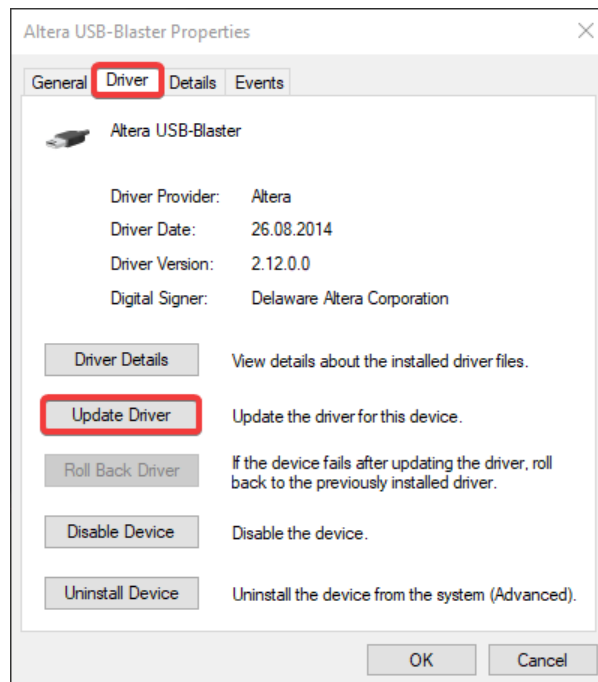 Altera USB-Blaster Properties
General Driver Details Events
Altera USB-Blaster
Driver Provider: Altera
Driver Date: 26.08.2014
Driver Version: 2.12.0.0
Digital Signer: Delaware Altera Corporation
Driver Details View details about the installed driver files.
Update Driver Update the driver for this device.
Roll Back Driver If the device fails after updating the driver, roll
back to the previously installed driver.
Disable Device Disable the device.
Uninstall Device Uninstall the device from the system (Advanced).
OK Cancel